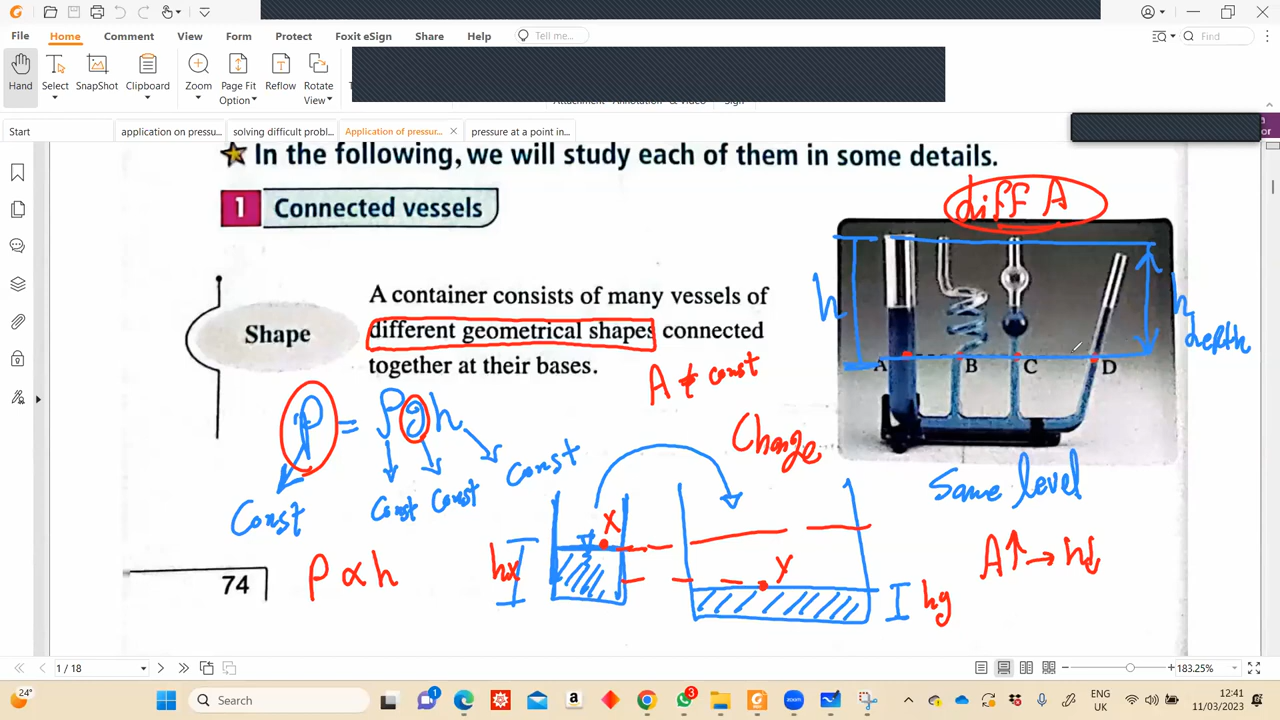 File Home Comment View Form Protect Foxit eSign Share Help Tell me... Find
Hand Select SnapShot Clipboard Zoom Page Fit Option Reflow Rotate View
Start application on pressu... solving difficult probl... Application of pressur... pressure at a point in...
In the following, we will study each of them in some details.
1 Connected vessels
diff A
Shape
A container consists of many vessels of
different geometrical shapes connected
together at their bases.
h
h
depth
A B C D
A ≠ const
P = ρgh
Const
Const Const
Const
Change
Same level
P ∝ h
hx
X
Y
hy
A↑ → h↓
74
1 / 18
183.25%
24°
Search
1
3
ENG
UK
12:41
11/03/2023